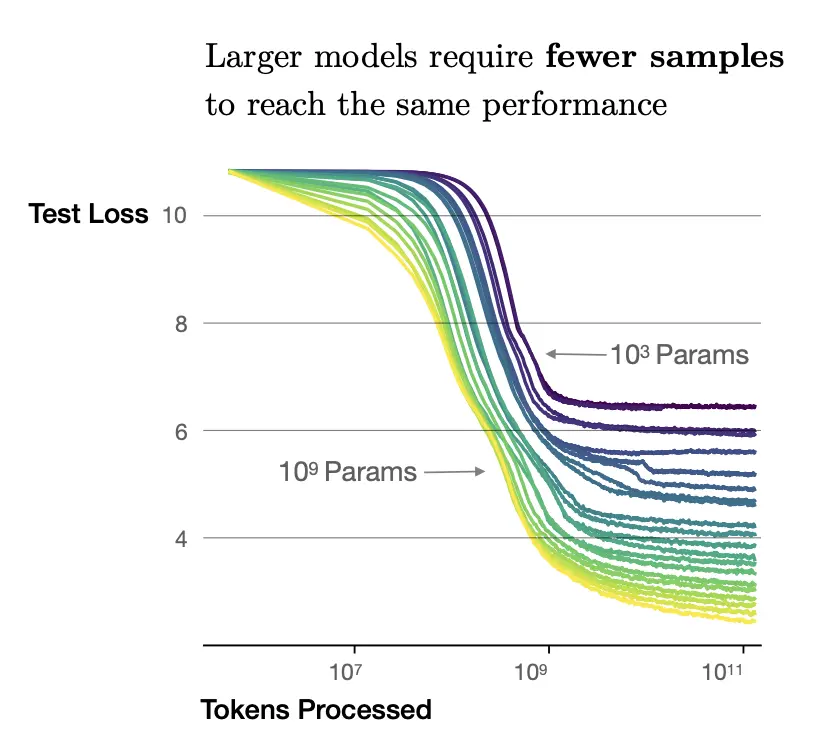 Larger models require fewer samples
to reach the same performance
Test Loss
10
8
6
4
10³ Params
10⁹ Params
10⁷
10⁹
10¹¹
Tokens Processed